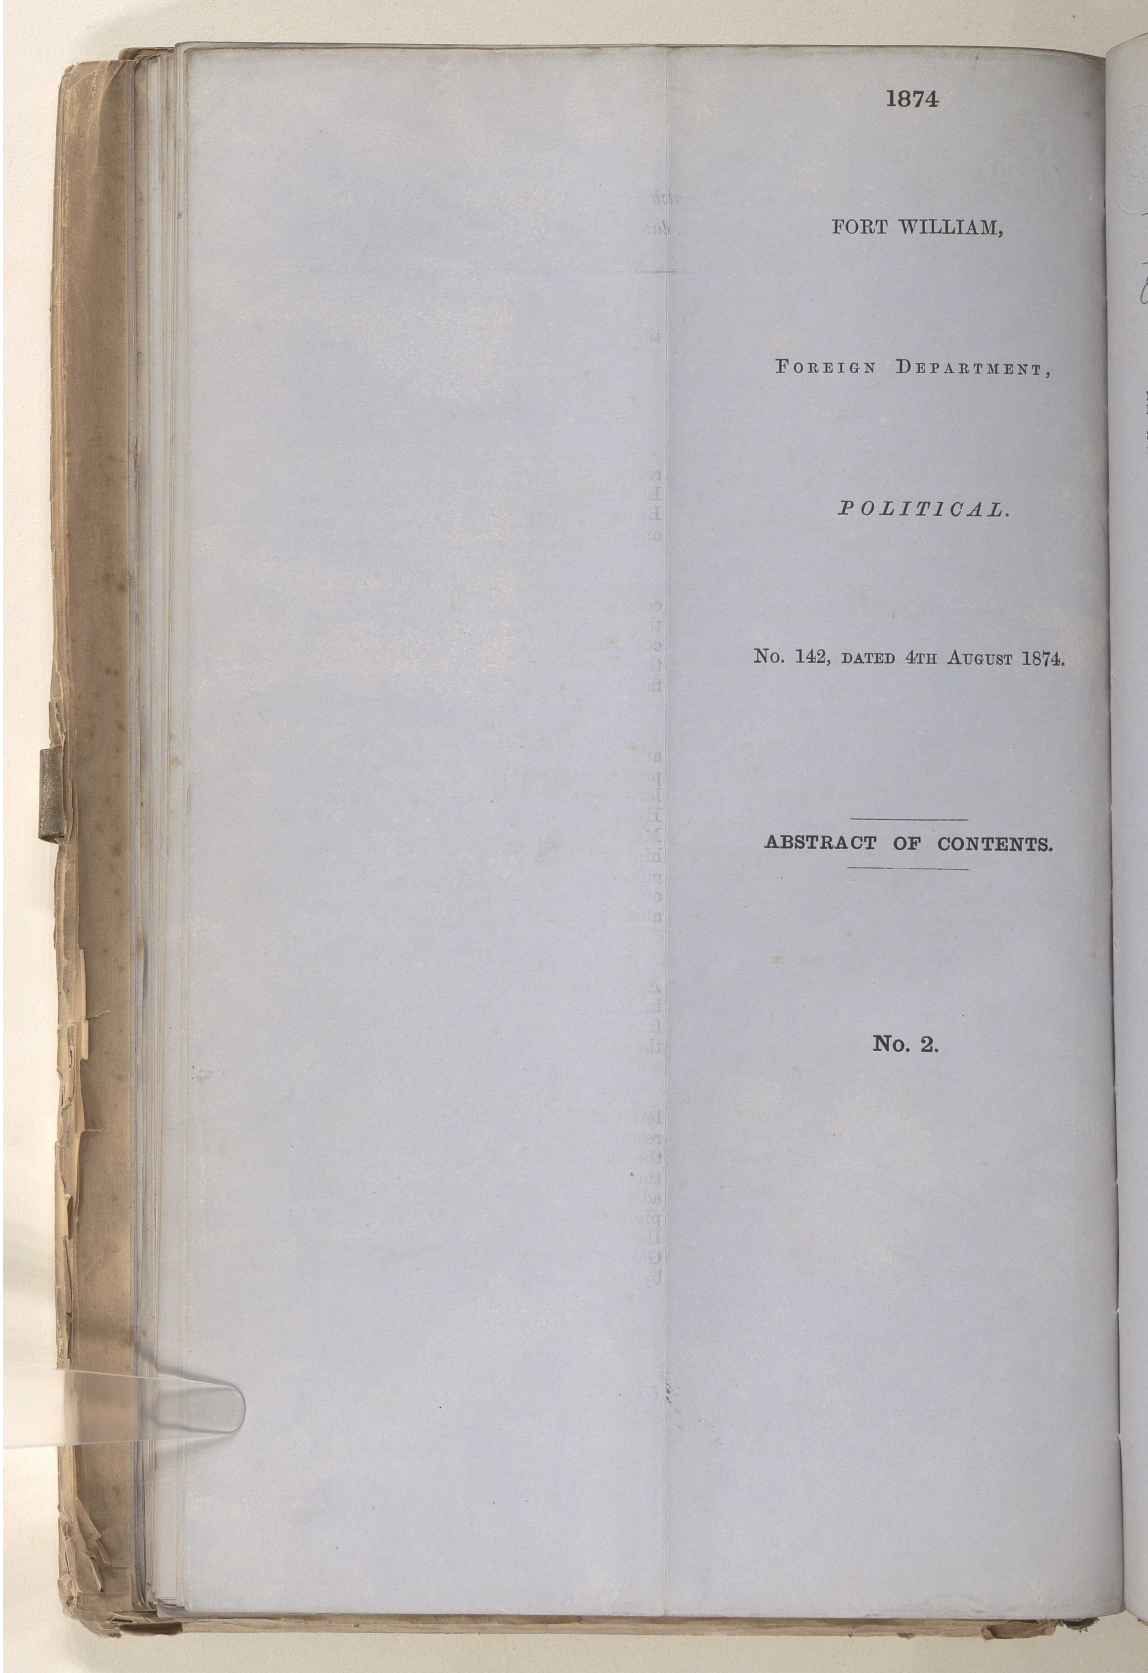 1874
FORT WILLIAM,
FOREIGN DEPARTMENT,
POLITICAL.
No. 142, DATED 4TH AUGUST 1874.
ABSTRACT OF CONTENTS.
No. 2.